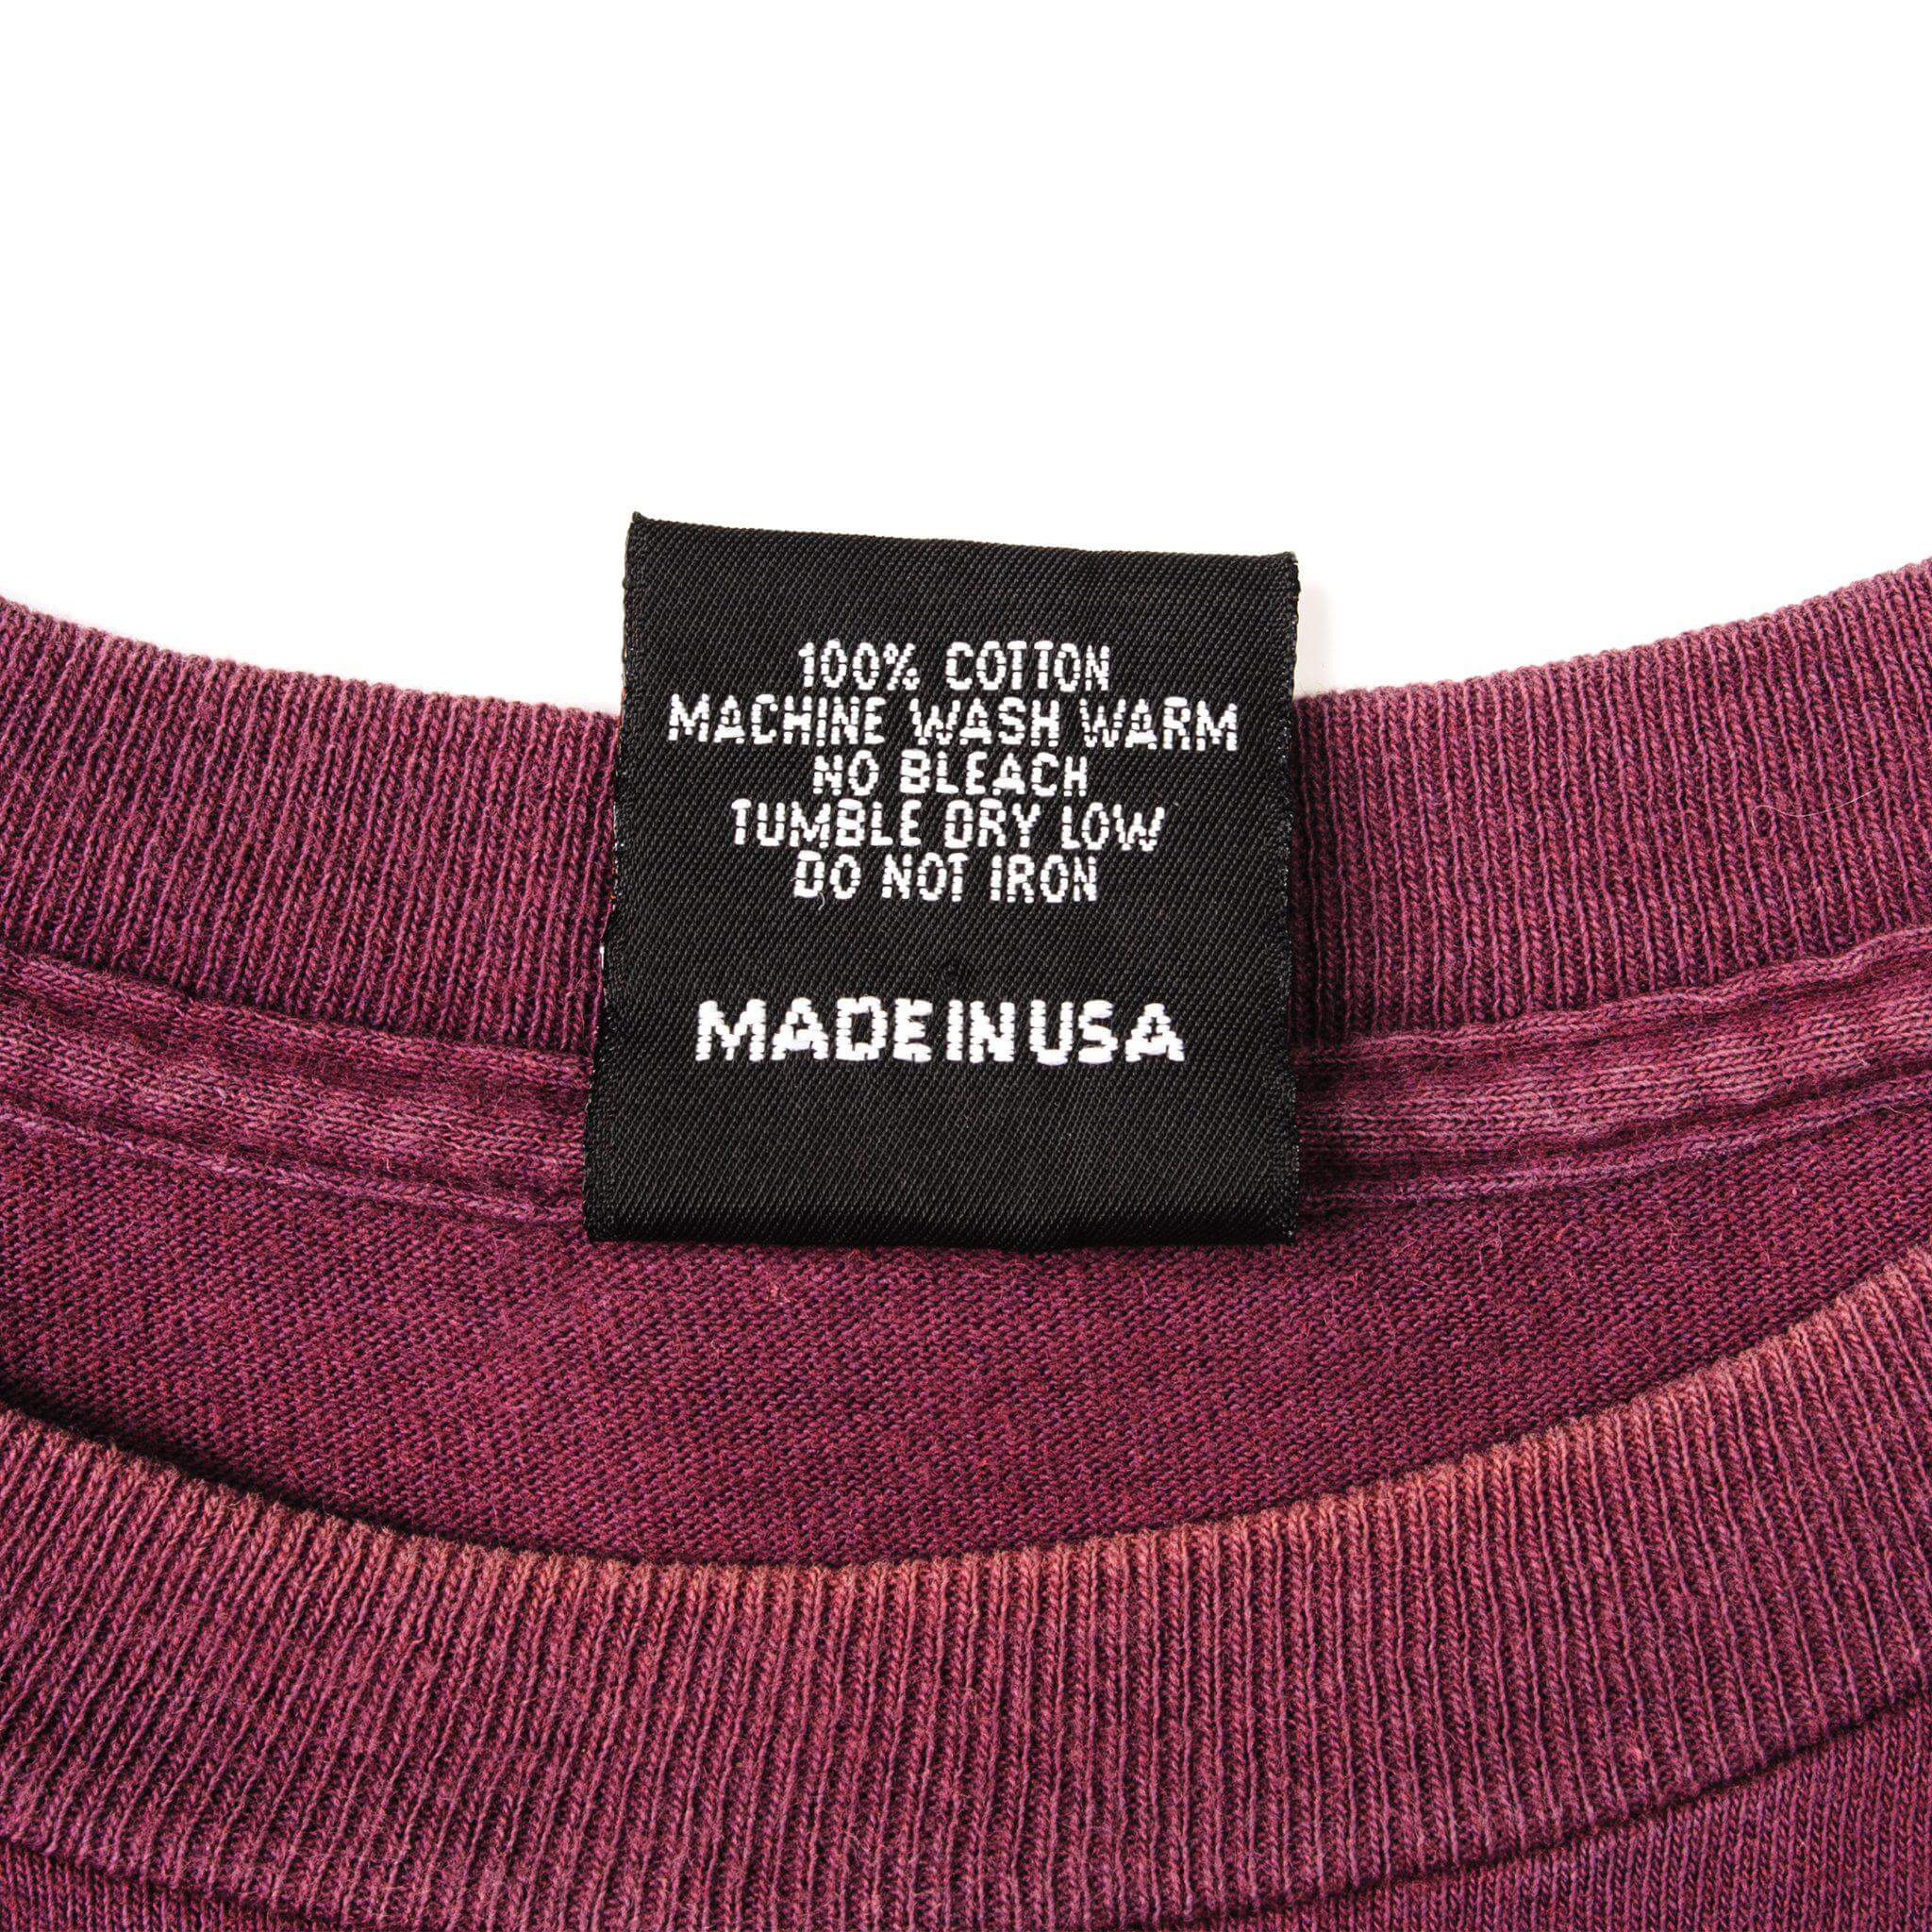 100% COTTON
MACHINE WASH WARM
NO BLEACH
TUMBLE DRY LOW
DO NOT IRON
MADE IN USA